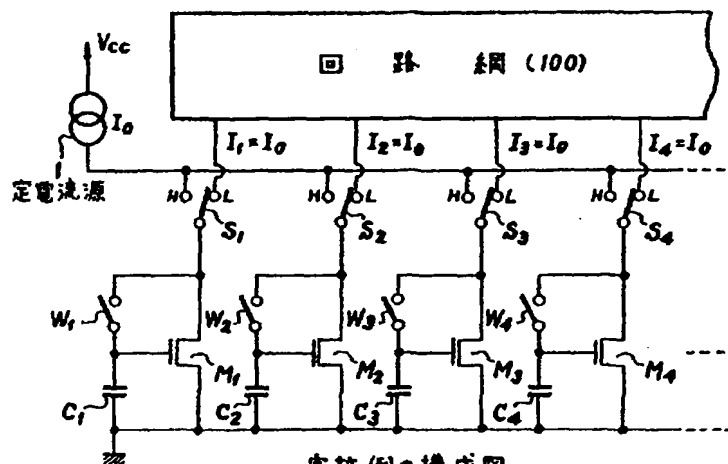 Vcc
回路網(100)
I0
I1=I0
I2=I0
I3=I0
I4=I0
定電流源
H
L
H
L
H
L
H
L
S1
S2
S3
S4
W1
W2
W3
W4
M1
M2
M3
M4
C1
C2
C3
C4
実施例の構成図